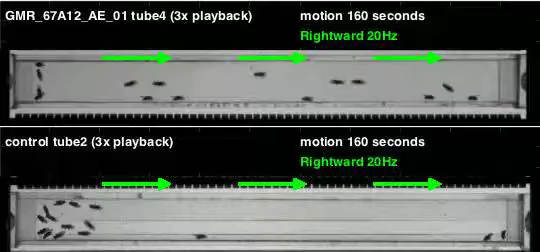 GMR_67A12_AE_01 tube4 (3x playback)
motion 160 seconds
Rightward 20Hz
control tube2 (3x playback)
motion 160 seconds
Rightward 20Hz